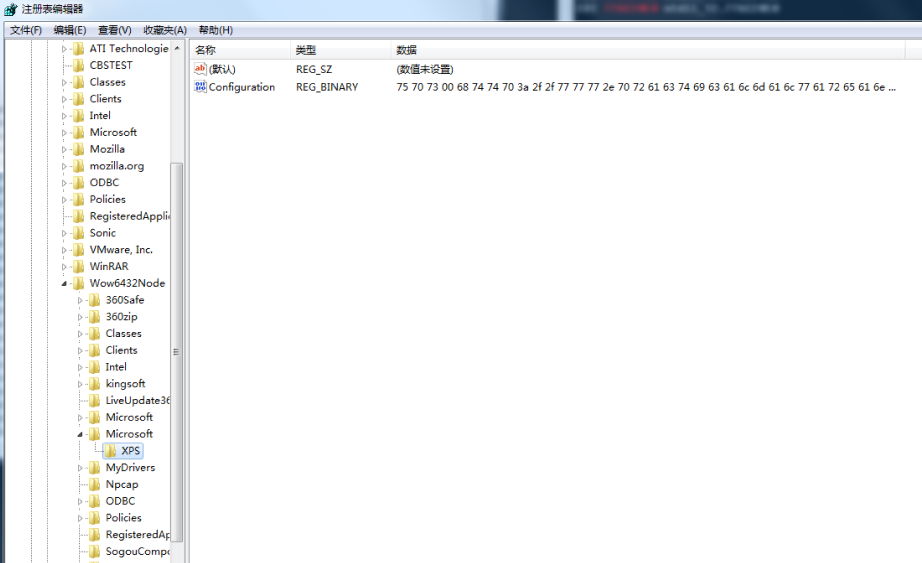 注册表编辑器
文件(F) 编辑(E) 查看(V) 收藏夹(A) 帮助(H)
ATI Technologie
CBSTEST
Classes
Clients
Intel
Microsoft
Mozilla
mozilla.org
ODBC
Policies
RegisteredApplic
Sonic
VMware, Inc.
WinRAR
Wow6432Node
360Safe
360zip
Classes
Clients
Intel
kingsoft
LiveUpdate36
Microsoft
Microsoft
XPS
MyDrivers
Npcap
ODBC
Policies
RegisteredAp
SogouCompo
名称 类型 数据
(默认) REG_SZ (数值未设置)
Configuration REG_BINARY 75 70 73 00 68 74 74 70 3a 2f 2f 77 77 77 2e 70 72 61 63 74 69 63 61 6c 6d 61 6c 77 61 72 65 61 6e ...